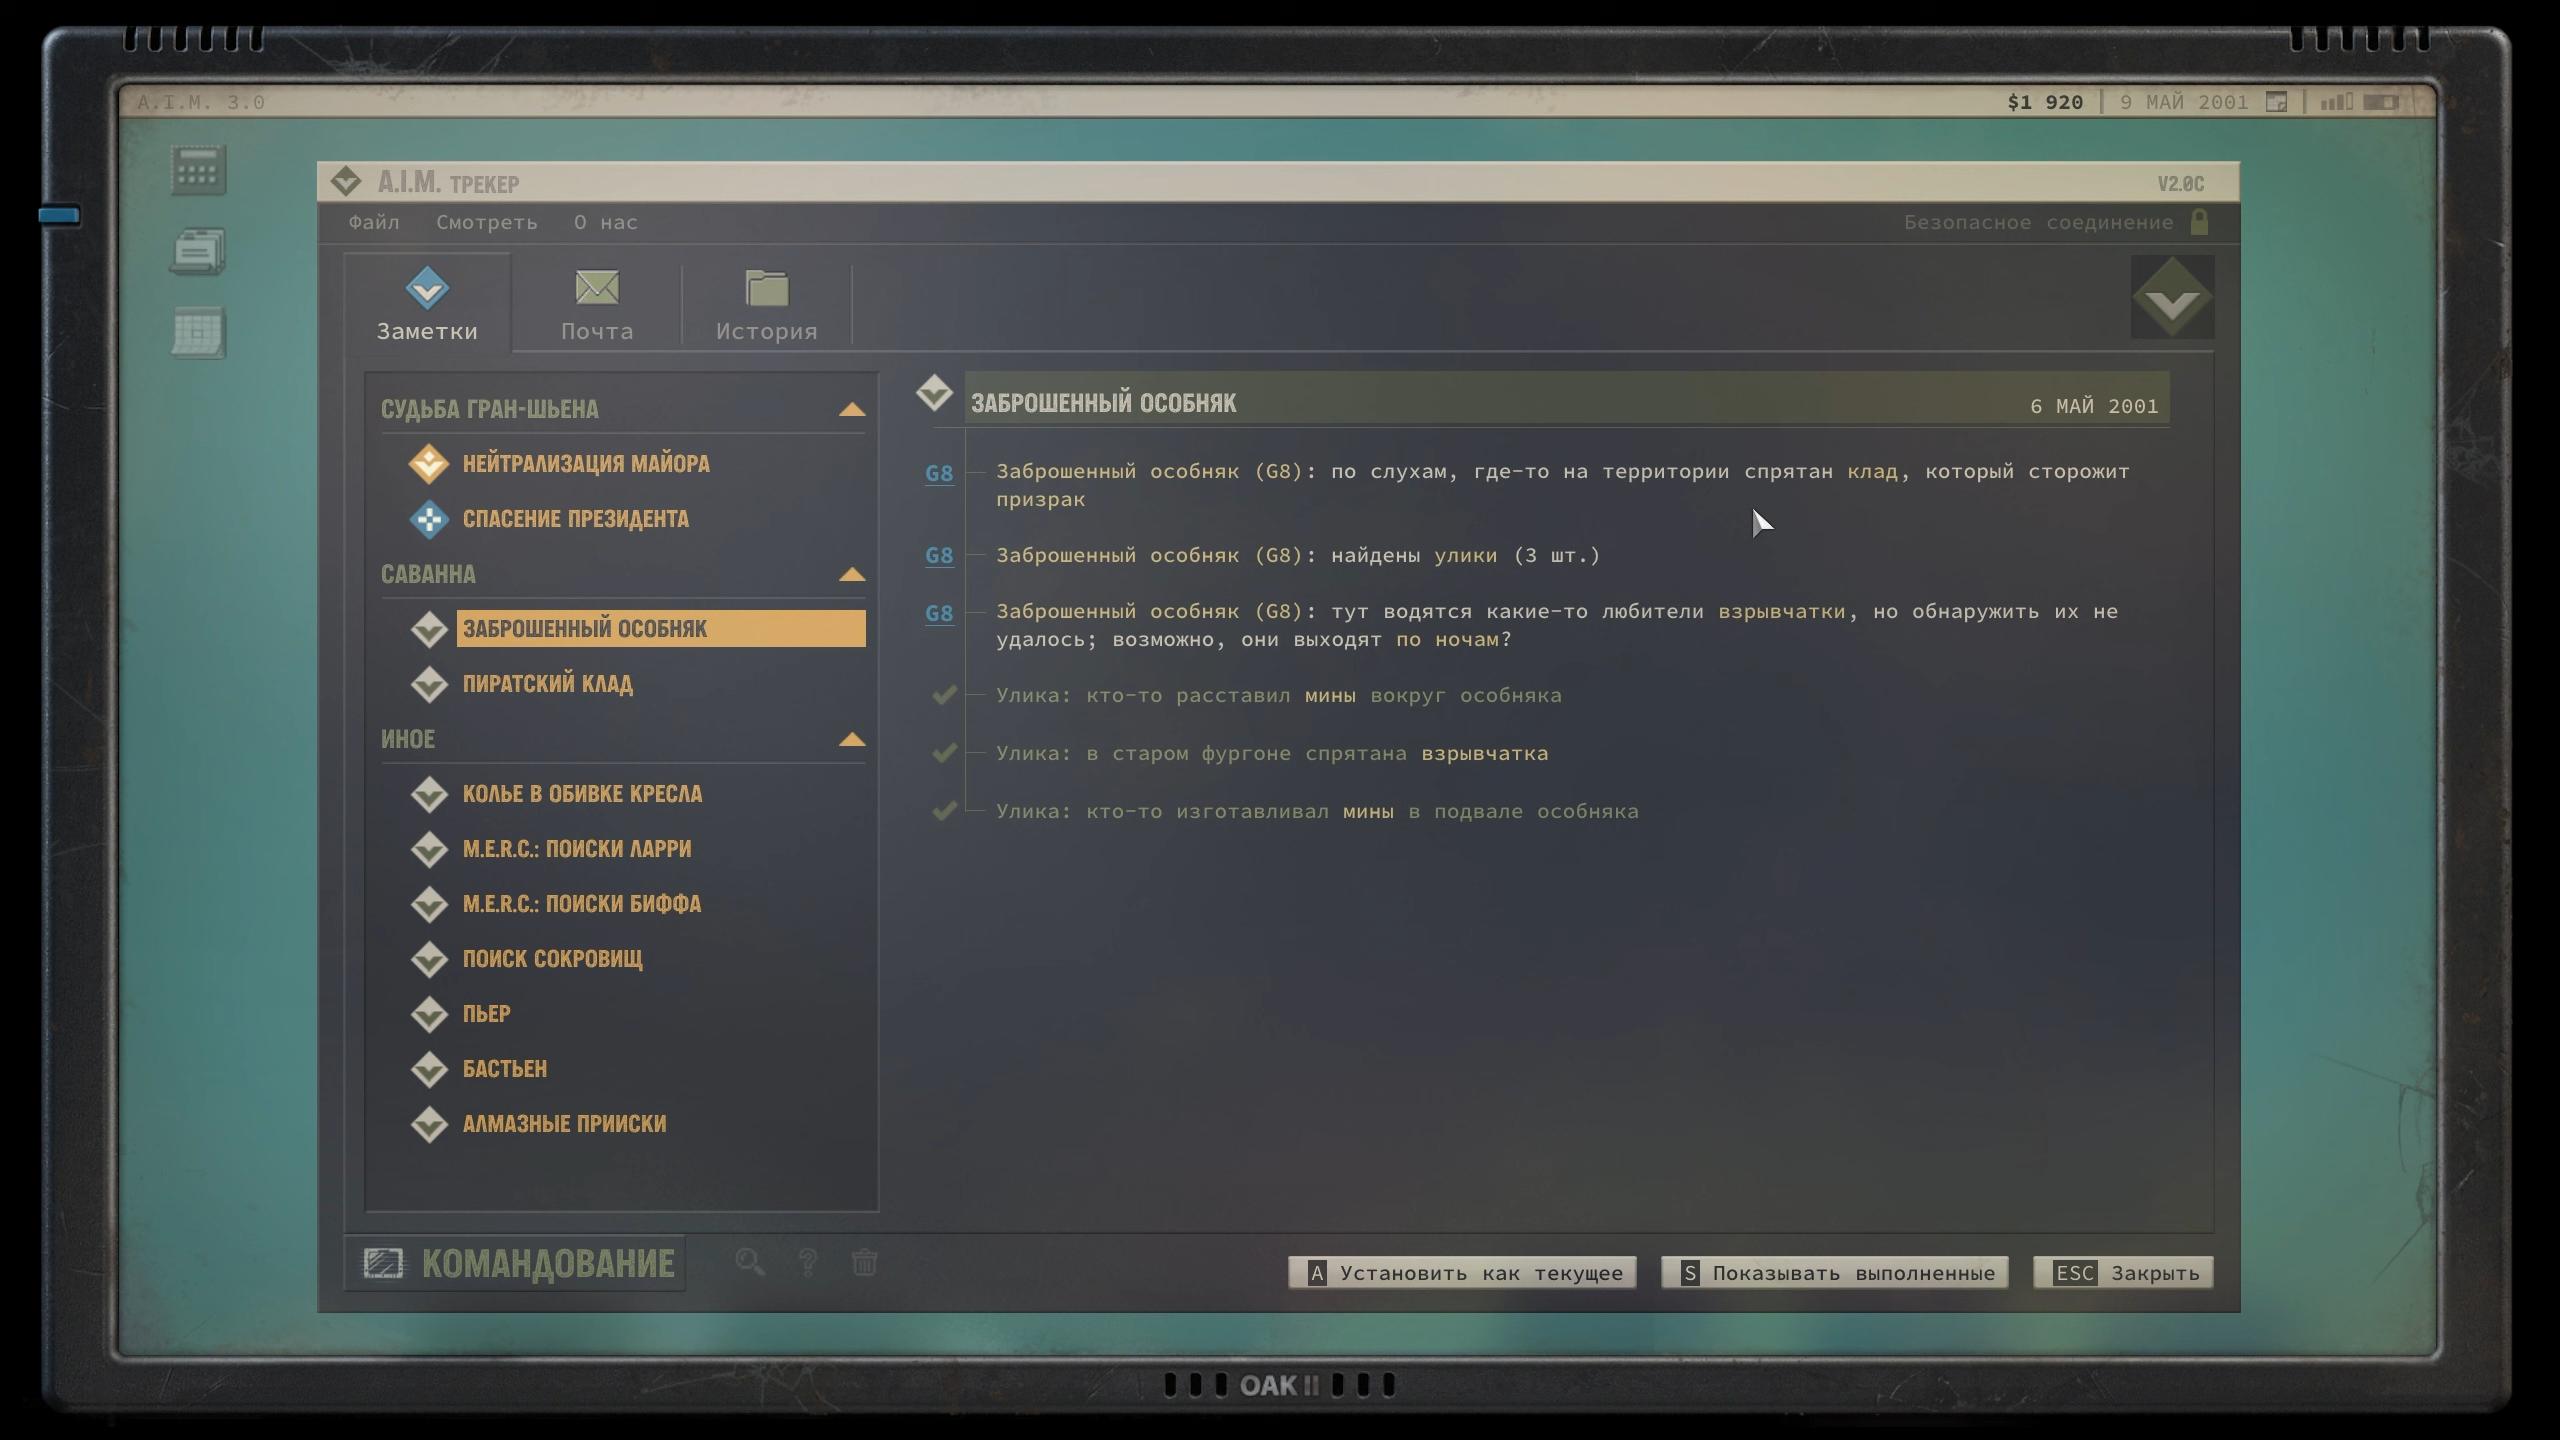 A.I.M. 3.0
$1 920 | 9 МАЙ 2001
A.I.M. ТРЕКЕР
V2.0C
Файл Смотреть О нас
Безопасное соединение
Заметки Почта История
СУДЬБА ГРАН-ШЬЕНА
НЕЙТРАЛИЗАЦИЯ МАЙОРА
СПАСЕНИЕ ПРЕЗИДЕНТА
САВАННА
ЗАБРОШЕННЫЙ ОСОБНЯК
ПИРАТСКИЙ КЛАД
ИНОЕ
КОЛЬЕ В ОБИВКЕ КРЕСЛА
M.E.R.C.: ПОИСКИ ЛАРРИ
M.E.R.C.: ПОИСКИ БИФФА
ПОИСК СОКРОВИЩ
ПЬЕР
БАСТЬЕН
АЛМАЗНЫЕ ПРИИСКИ
ЗАБРОШЕННЫЙ ОСОБНЯК
6 МАЙ 2001
G8 Заброшенный особняк (G8): по слухам, где-то на территории спрятан клад, который сторожит
призрак
G8 Заброшенный особняк (G8): найдены улики (3 шт.)
G8 Заброшенный особняк (G8): тут водятся какие-то любители взрывчатки, но обнаружить их не
удалось; возможно, они выходят по ночам?
Улика: кто-то расставил мины вокруг особняка
Улика: в старом фургоне спрятана взрывчатка
Улика: кто-то изготавливал мины в подвале особняка
КОМАНДОВАНИЕ
A Установить как текущее
S Показывать выполненные
ESC Закрыть
OAK II